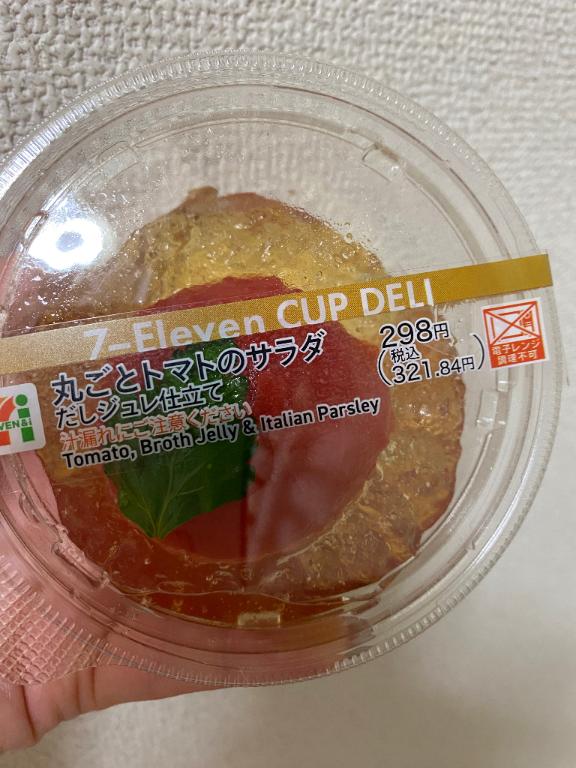 7-Eleven CUP DELI
丸ごとトマトのサラダ
だしジュレ仕立て
汁漏れにご注意ください
Tomato, Broth Jelly & Italian Parsley
298円
(税込
321.84円)
電子レンジ
調理不可
EVEN&i